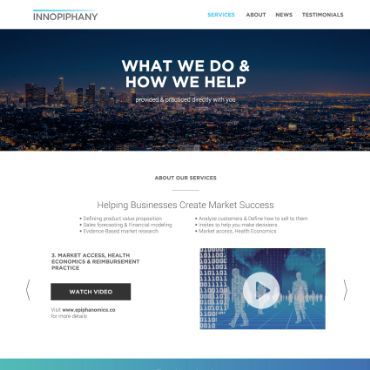 INNOPIPHANY
SERVICES ABOUT NEWS TESTIMONIALS
WHAT WE DO &
HOW WE HELP
provided & practiced directly with you
ABOUT OUR SERVICES
Helping Businesses Create Market Success
• Defining product value proposition
• Sales forecasting & Financial modeling
• Evidence-Based market research
• Analyze customers & Define how to sell to them
• Invites to help you make decisions
• Market access, Health Economics
3. MARKET ACCESS, HEALTH
ECONOMICS & REIMBURSEMENT
PRACTICE
WATCH VIDEO
Visit www.epiphanomics.co
for more details